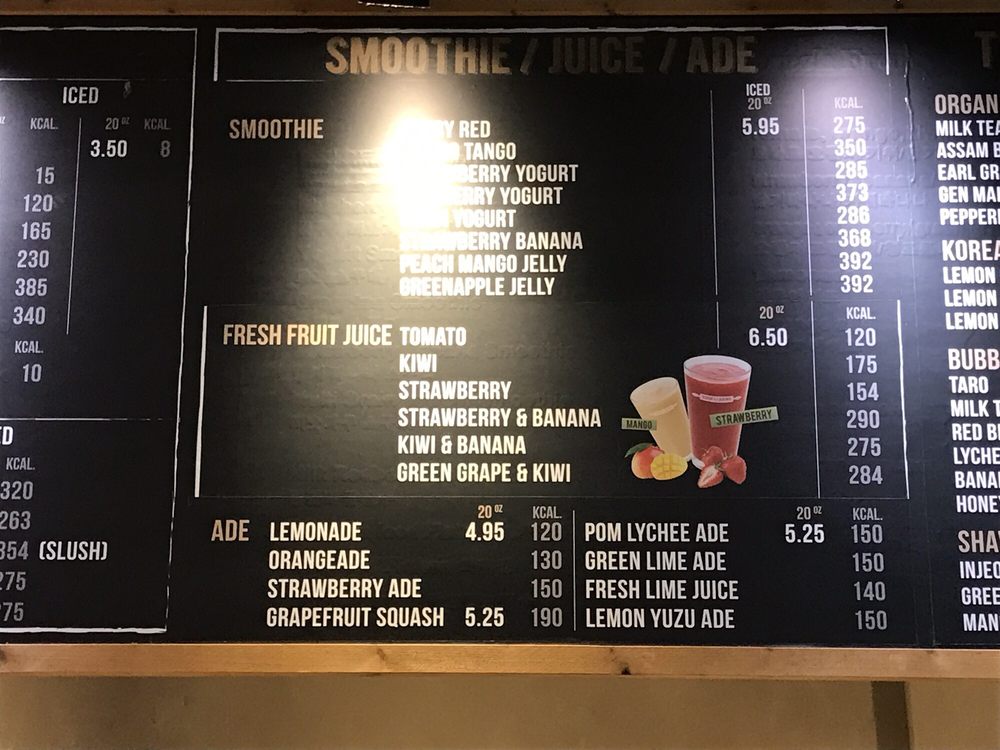 SMOOTHIE / JUICE / ADE
ICED
20 OZ KCAL.
SMOOTHIE RED 5.95 275
TANGO 350
YOGURT 285
YOGURT 373
YOGURT 286
STRAWBERRY BANANA 368
PEACH MANGO JELLY 392
GREENAPPLE JELLY 392
20 OZ KCAL.
FRESH FRUIT JUICE TOMATO 6.50 120
KIWI 175
STRAWBERRY 154
STRAWBERRY & BANANA 290
KIWI & BANANA 275
GREEN GRAPE & KIWI 284
MANGO
STRAWBERRY
20 OZ KCAL.
ADE LEMONADE 4.95 120
ORANGEADE 130
STRAWBERRY ADE 150
GRAPEFRUIT SQUASH 5.25 190
20 OZ KCAL.
POM LYCHEE ADE 5.25 150
GREEN LIME ADE 150
FRESH LIME JUICE 140
LEMON YUZU ADE 150
ICED
KCAL. 20 OZ KCAL.
3.50 8
15
120
165
230
385
340
KCAL.
10
KCAL.
320
263
354 (SLUSH)
275
MILK TEA
ASSAM
EARL
GEN
LEMON
LEMON
LEMON
TARO
MILK
RED